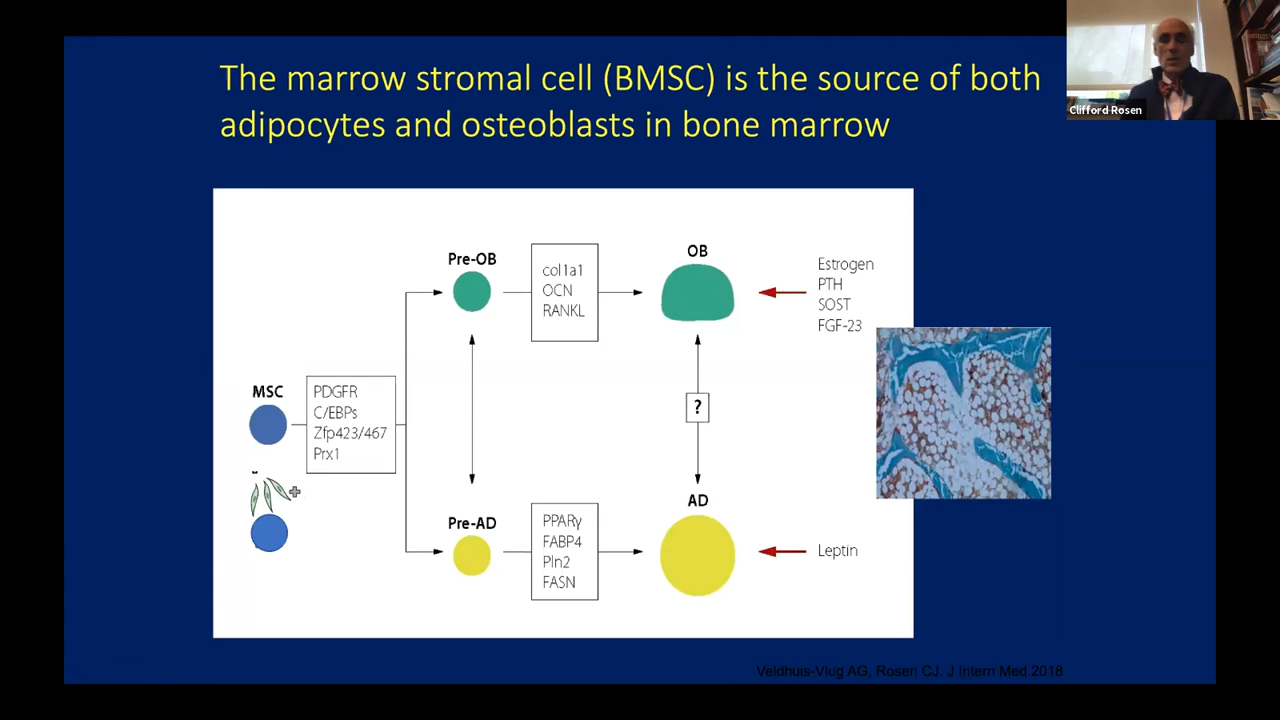 The marrow stromal cell (BMSC) is the source of both
adipocytes and osteoblasts in bone marrow
Clifford Rosen
Pre-OB
col1a1
OCN
RANKL
OB
Estrogen
PTH
SOST
FGF-23
MSC
PDGFR
C/EBPs
Zfp423/467
Prx1
?
Pre-AD
PPARγ
FABP4
Pln2
FASN
AD
Leptin
Veldhuis-Vlug AG, Rosen CJ. J Intern Med 2018